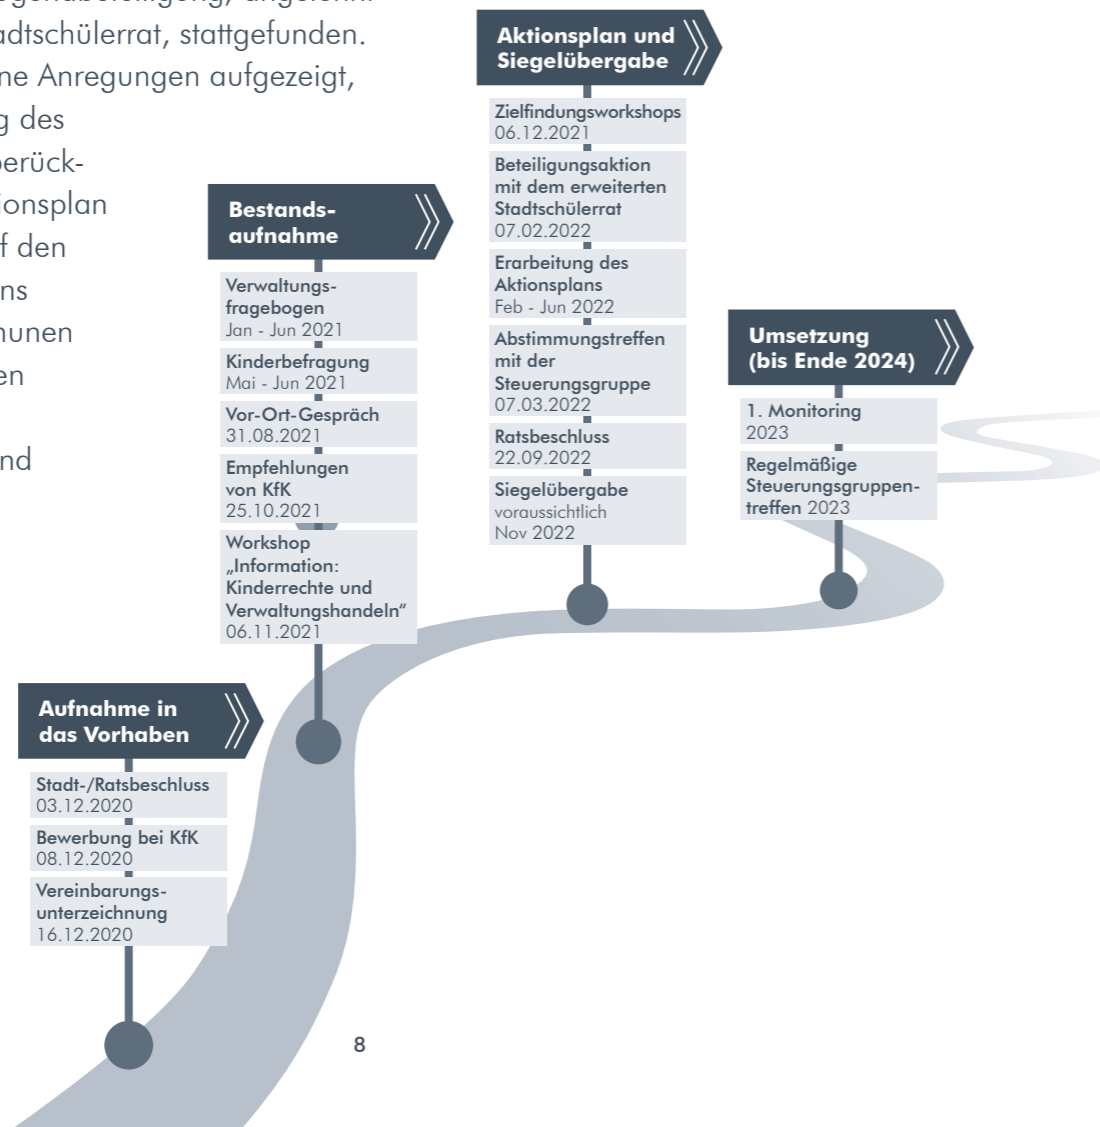 adtschülerrat, stattgefunden.
ne Anregungen aufgezeigt,
g des
erück-
ionsplan
f den
ns
unen
en
nd
Aufnahme in
das Vorhaben
Stadt-/Ratsbeschluss
03.12.2020
Bewerbung bei KfK
08.12.2020
Vereinbarungs-
unterzeichnung
16.12.2020
Bestands-
aufnahme
Verwaltungs-
fragebogen
Jan - Jun 2021
Kinderbefragung
Mai - Jun 2021
Vor-Ort-Gespräch
31.08.2021
Empfehlungen
von KfK
25.10.2021
Workshop
„Information:
Kinderrechte und
Verwaltungshandeln“
06.11.2021
Aktionsplan und
Siegelübergabe
Zielfindungsworkshops
06.12.2021
Beteiligungsaktion
mit dem erweiterten
Stadtschülerrat
07.02.2022
Erarbeitung des
Aktionsplans
Feb - Jun 2022
Abstimmungstreffen
mit der
Steuerungsgruppe
07.03.2022
Ratsbeschluss
22.09.2022
Siegelübergabe
voraussichtlich
Nov 2022
Umsetzung
(bis Ende 2024)
1. Monitoring
2023
Regelmäßige
Steuerungsgruppen-
treffen 2023
8